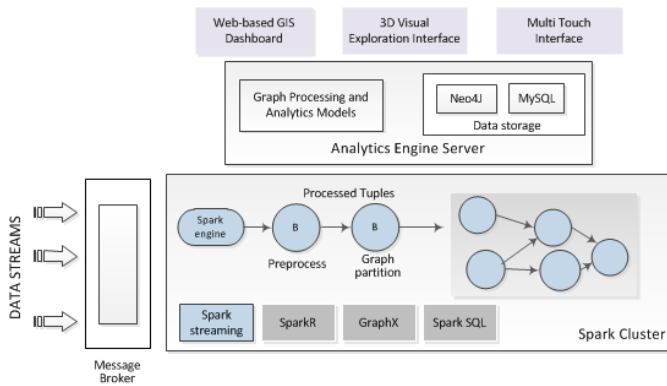 Web-based GIS
Dashboard
3D Visual
Exploration Interface
Multi Touch
Interface
Graph Processing and
Analytics Models
Neo4J
MySQL
Data storage
Analytics Engine Server
DATA STREAMS
Message
Broker
Processed Tuples
Spark
engine
B
Preprocess
B
Graph
partition
Spark
streaming
SparkR
GraphX
Spark SQL
Spark Cluster